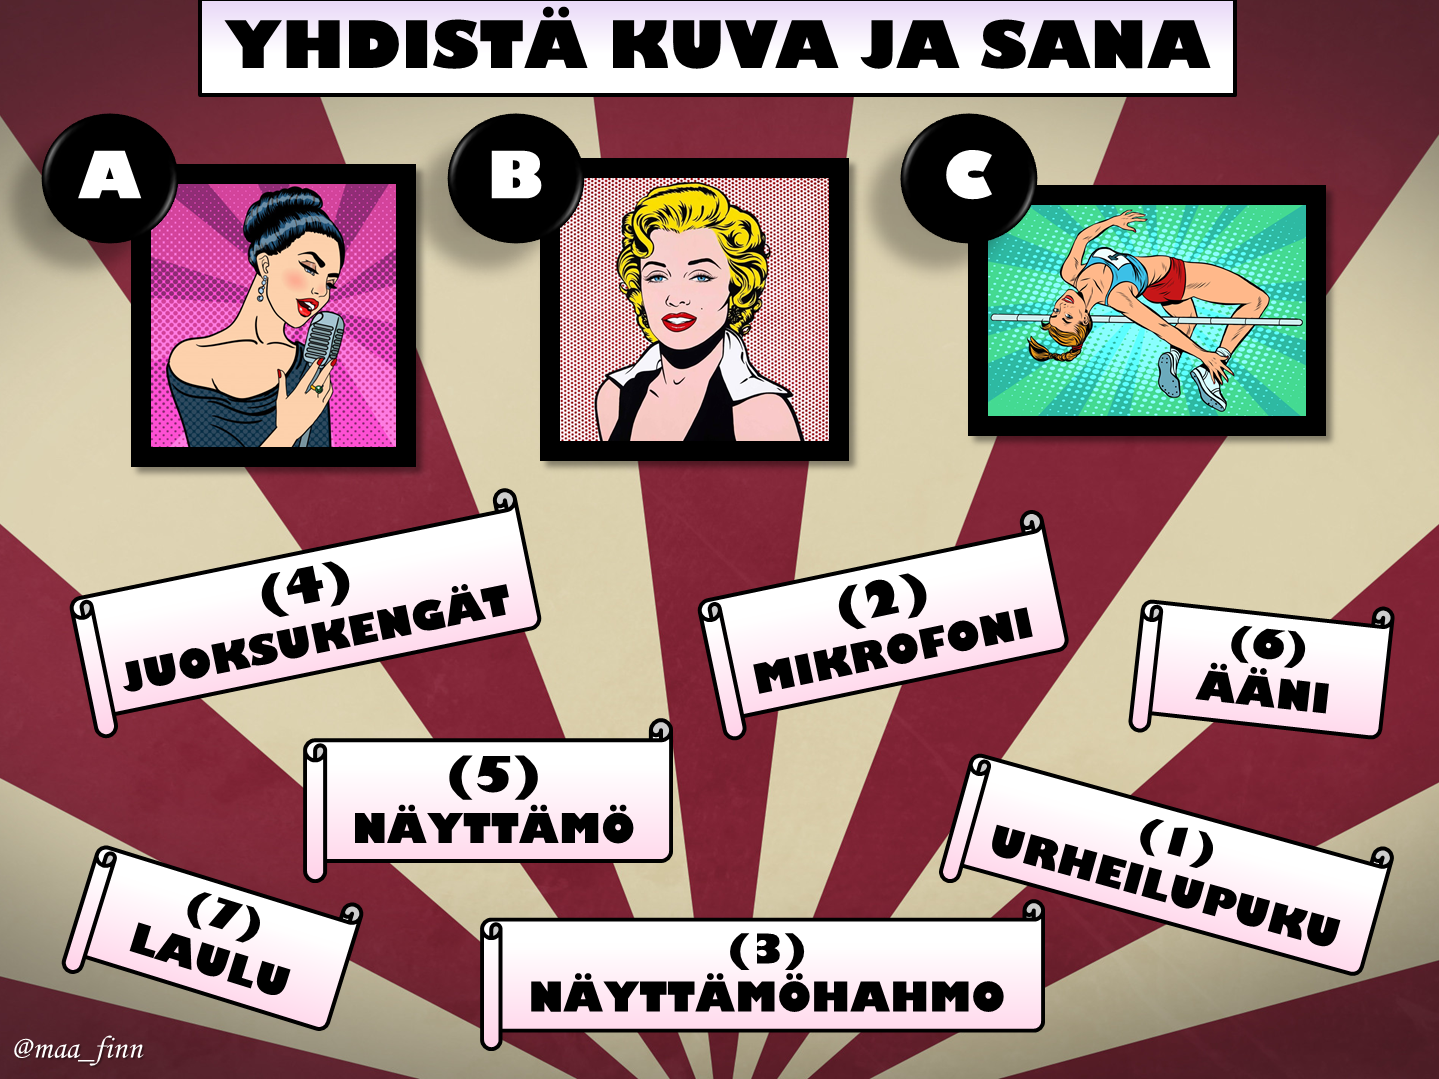 YHDISTÄ KUVA JA SANA
A
B
C
(4)
JUOKSUKENGÄT
(2)
MIKROFONI
(6)
ÄÄNI
(5)
NÄYTTÄMÖ
(1)
URHEILUPUKU
(7)
LAULU
(3)
NÄYTTÄMÖHAHMO
@maa_finn